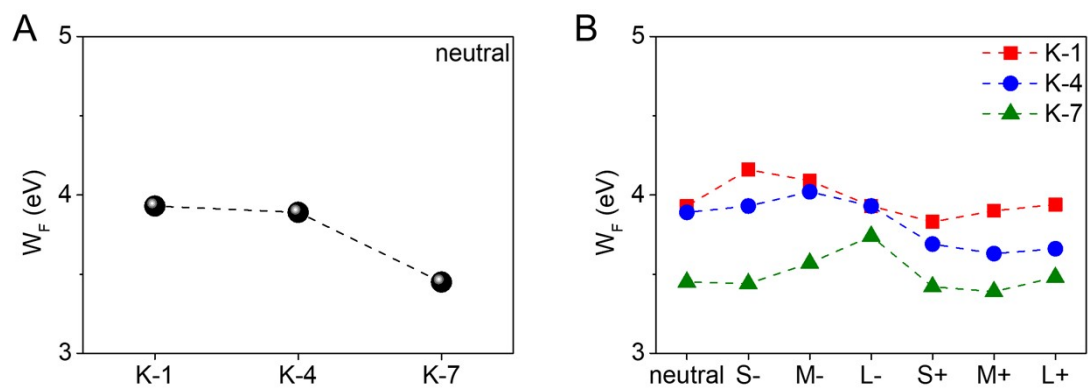 A
5
4
3
W_F (eV)
neutral
K-1
K-4
K-7
B
5
4
3
W_F (eV)
K-1
K-4
K-7
neutral S- M- L- S+ M+ L+